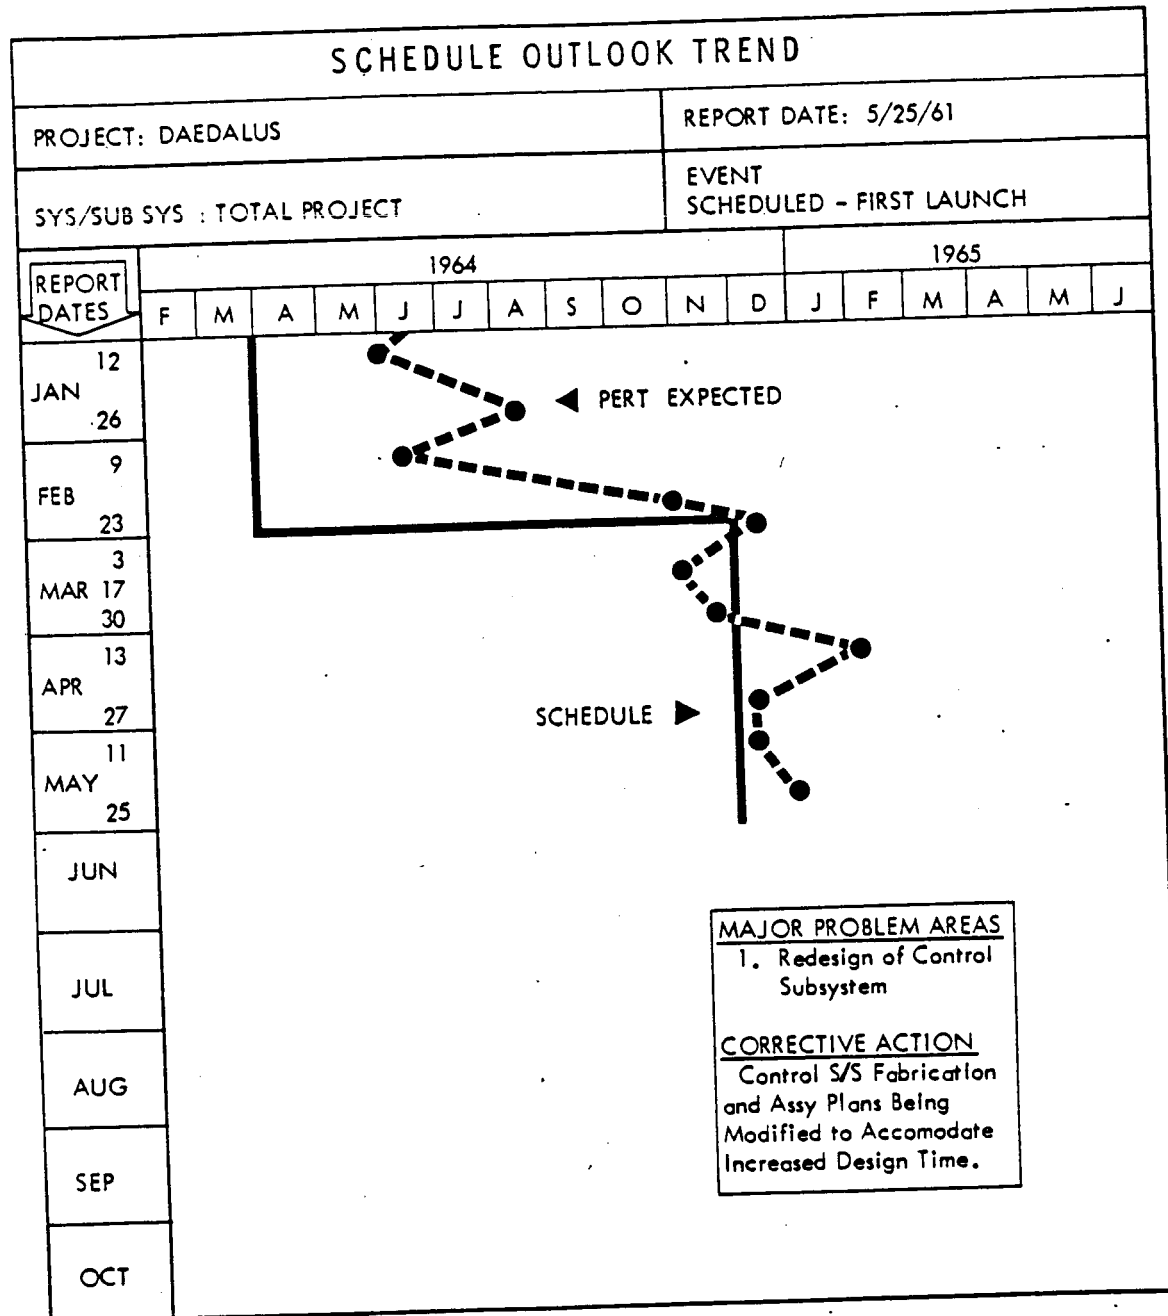 SCHEDULE OUTLOOK TREND
PROJECT: DAEDALUS
REPORT DATE: 5/25/61
SYS/SUB SYS : TOTAL PROJECT
EVENT
SCHEDULED - FIRST LAUNCH
REPORT
DATES
1964
1965
F M A M J J A S O N D J F M A M J
12
JAN
26
PERT EXPECTED
9
FEB
23
3
MAR 17
30
13
APR
27
SCHEDULE
11
MAY
25
JUN
JUL
AUG
SEP
OCT
MAJOR PROBLEM AREAS
1. Redesign of Control
Subsystem
CORRECTIVE ACTION
Control S/S Fabrication
and Assy Plans Being
Modified to Accomodate
Increased Design Time.